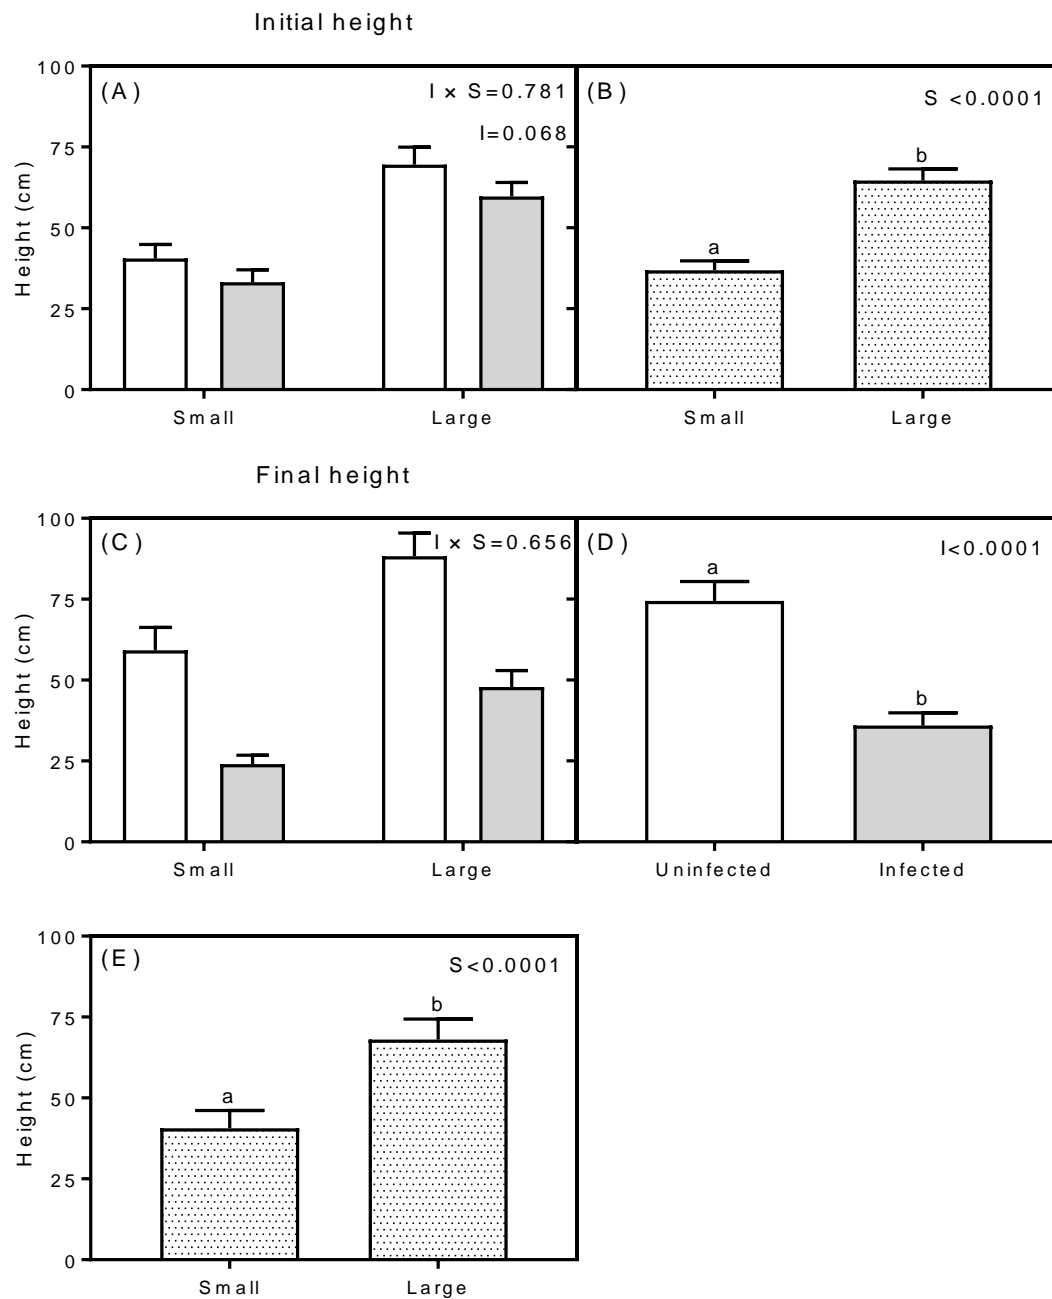 Initial height
(A)
I × S=0.781
I=0.068
(B)
S <0.0001
a
b
100
75
50
25
0
Height (cm)
Small
Large
Small
Large
Final height
(C)
I × S=0.656
(D)
I<0.0001
a
b
100
75
50
25
0
Height (cm)
Small
Large
Uninfected
Infected
(E)
S<0.0001
a
b
100
75
50
25
0
Height (cm)
Small
Large